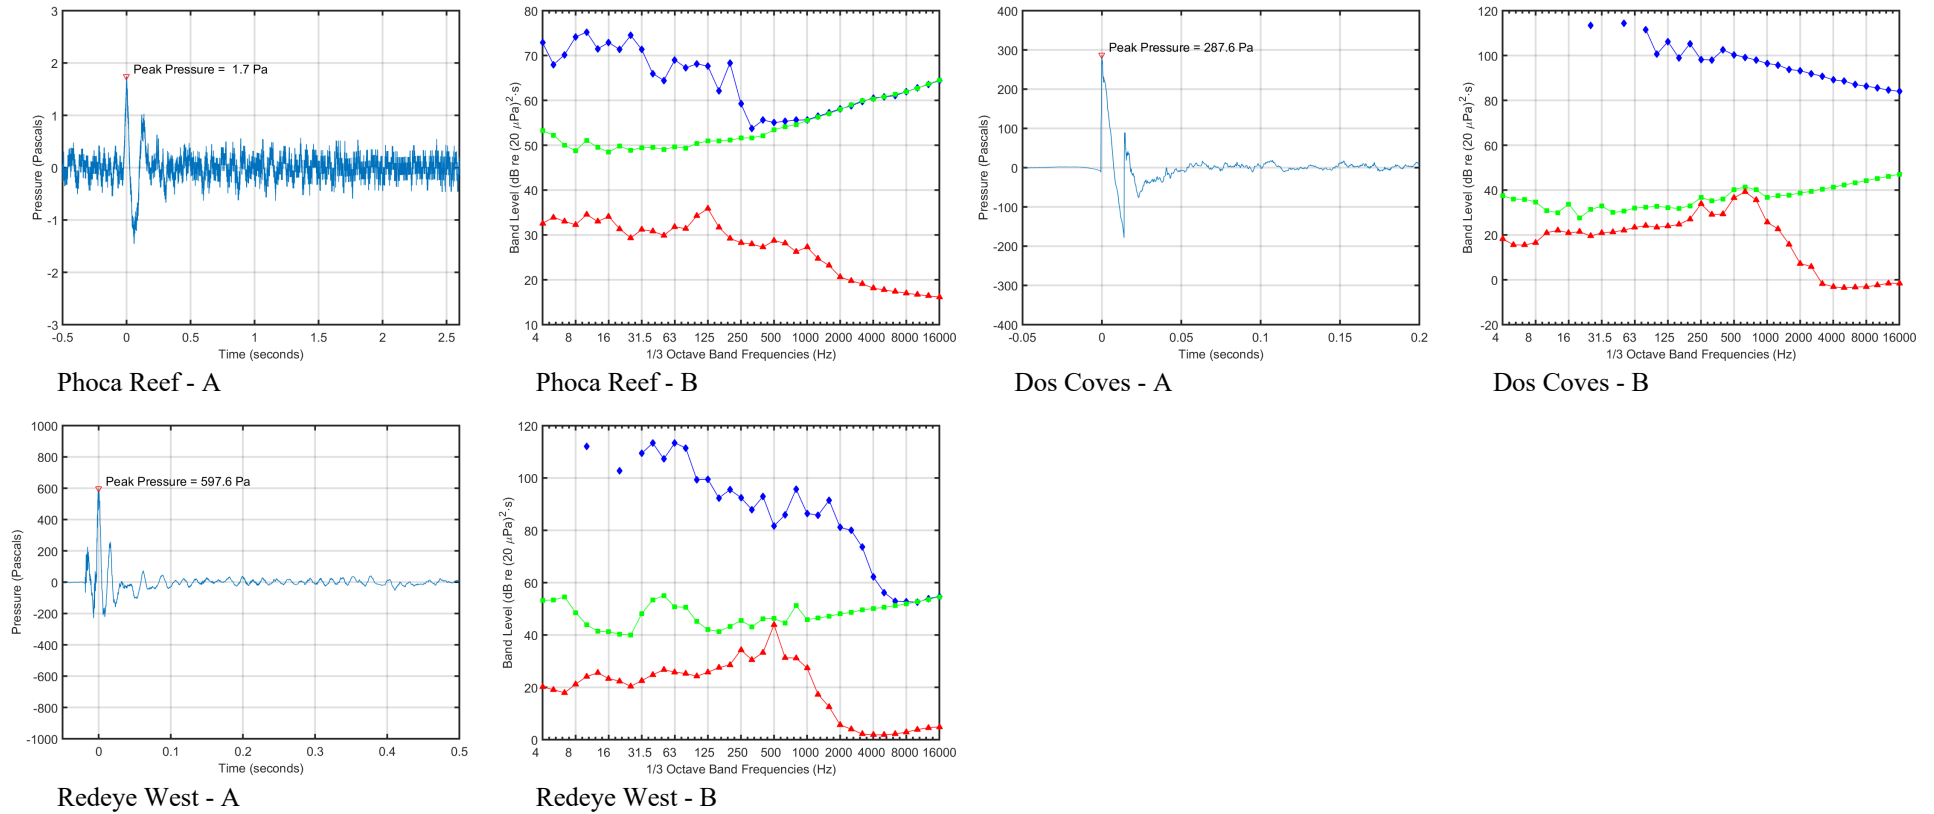 3
2
1
0
-1
-2
-3
-0.5 0 0.5 1 1.5 2 2.5
Pressure (Pascals)
Time (seconds)
Peak Pressure = 1.7 Pa
Phoca Reef - A
80
70
60
50
40
30
20
10
4 8 16 31.5 63 125 250 500 1000 2000 4000 8000 16000
Band Level (dB re (20 μPa)²·s)
1/3 Octave Band Frequencies (Hz)
Phoca Reef - B
400
300
200
100
0
-100
-200
-300
-400
-0.05 0 0.05 0.1 0.15 0.2
Pressure (Pascals)
Time (seconds)
Peak Pressure = 287.6 Pa
Dos Coves - A
120
100
80
60
40
20
0
-20
4 8 16 31.5 63 125 250 500 1000 2000 4000 8000 16000
Band Level (dB re (20 μPa)²·s)
1/3 Octave Band Frequencies (Hz)
Dos Coves - B
1000
800
600
400
200
0
-200
-400
-600
-800
-1000
0 0.1 0.2 0.3 0.4 0.5
Pressure (Pascals)
Time (seconds)
Peak Pressure = 597.6 Pa
Redeye West - A
120
100
80
60
40
20
0
4 8 16 31.5 63 125 250 500 1000 2000 4000 8000 16000
Band Level (dB re (20 μPa)²·s)
1/3 Octave Band Frequencies (Hz)
Redeye West - B